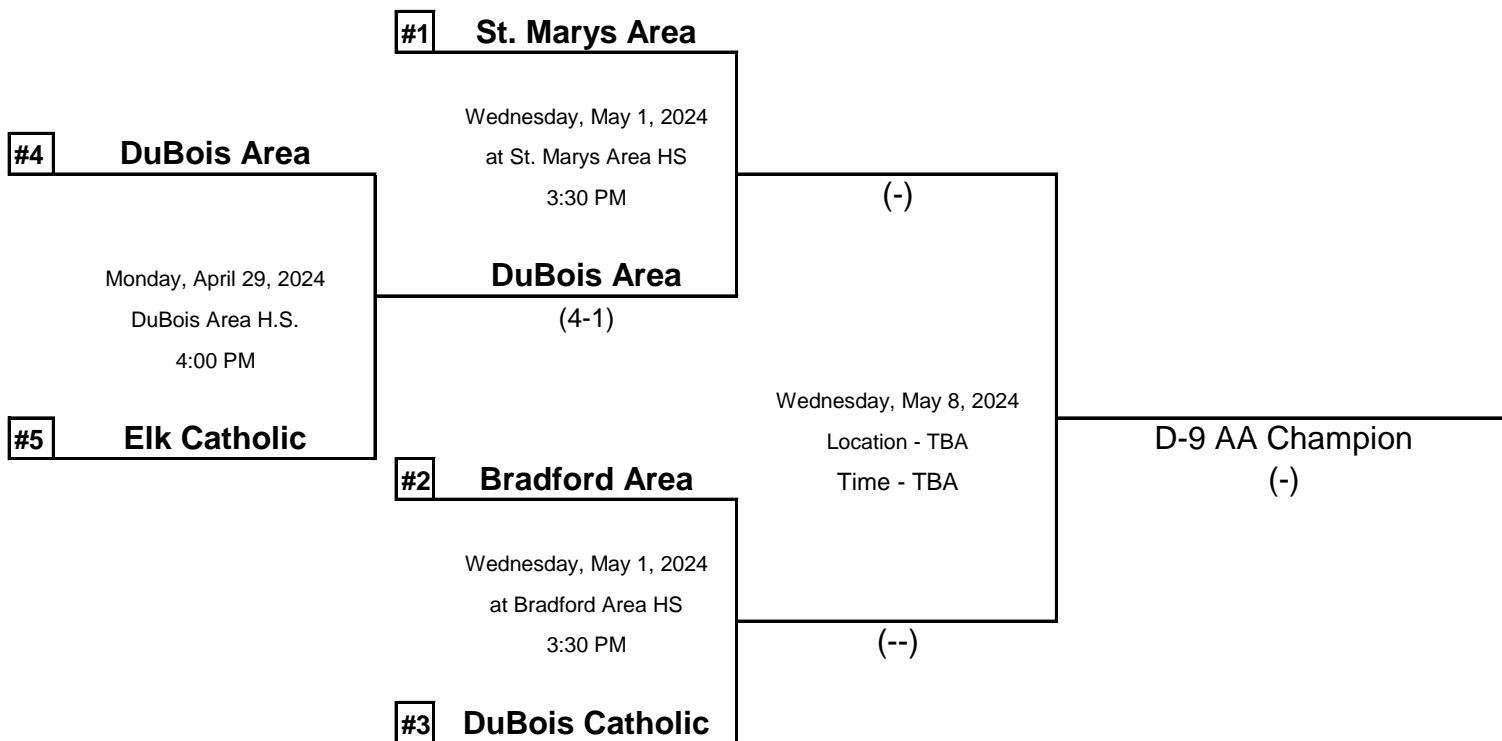 #1 St. Marys Area
Wednesday, May 1, 2024
at St. Marys Area HS
3:30 PM
#4 DuBois Area
(-)
DuBois Area
(4-1)
Monday, April 29, 2024
DuBois Area H.S.
4:00 PM
#5 Elk Catholic
Wednesday, May 8, 2024
Location - TBA
Time - TBA
D-9 AA Champion
(-)
#2 Bradford Area
Wednesday, May 1, 2024
at Bradford Area HS
3:30 PM
(--)
#3 DuBois Catholic